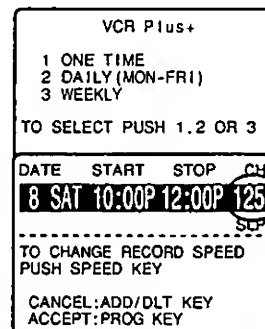 VCR Plus+
1 ONE TIME
2 DAILY(MON-FRI)
3 WEEKLY
TO SELECT PUSH 1.2 OR 3
DATE START STOP CH
8 SAT 10:00P 12:00P 125
SLP
TO CHANGE RECORD SPEED
PUSH SPEED KEY
CANCEL:ADD/DLT KEY
ACCEPT:PROG KEY